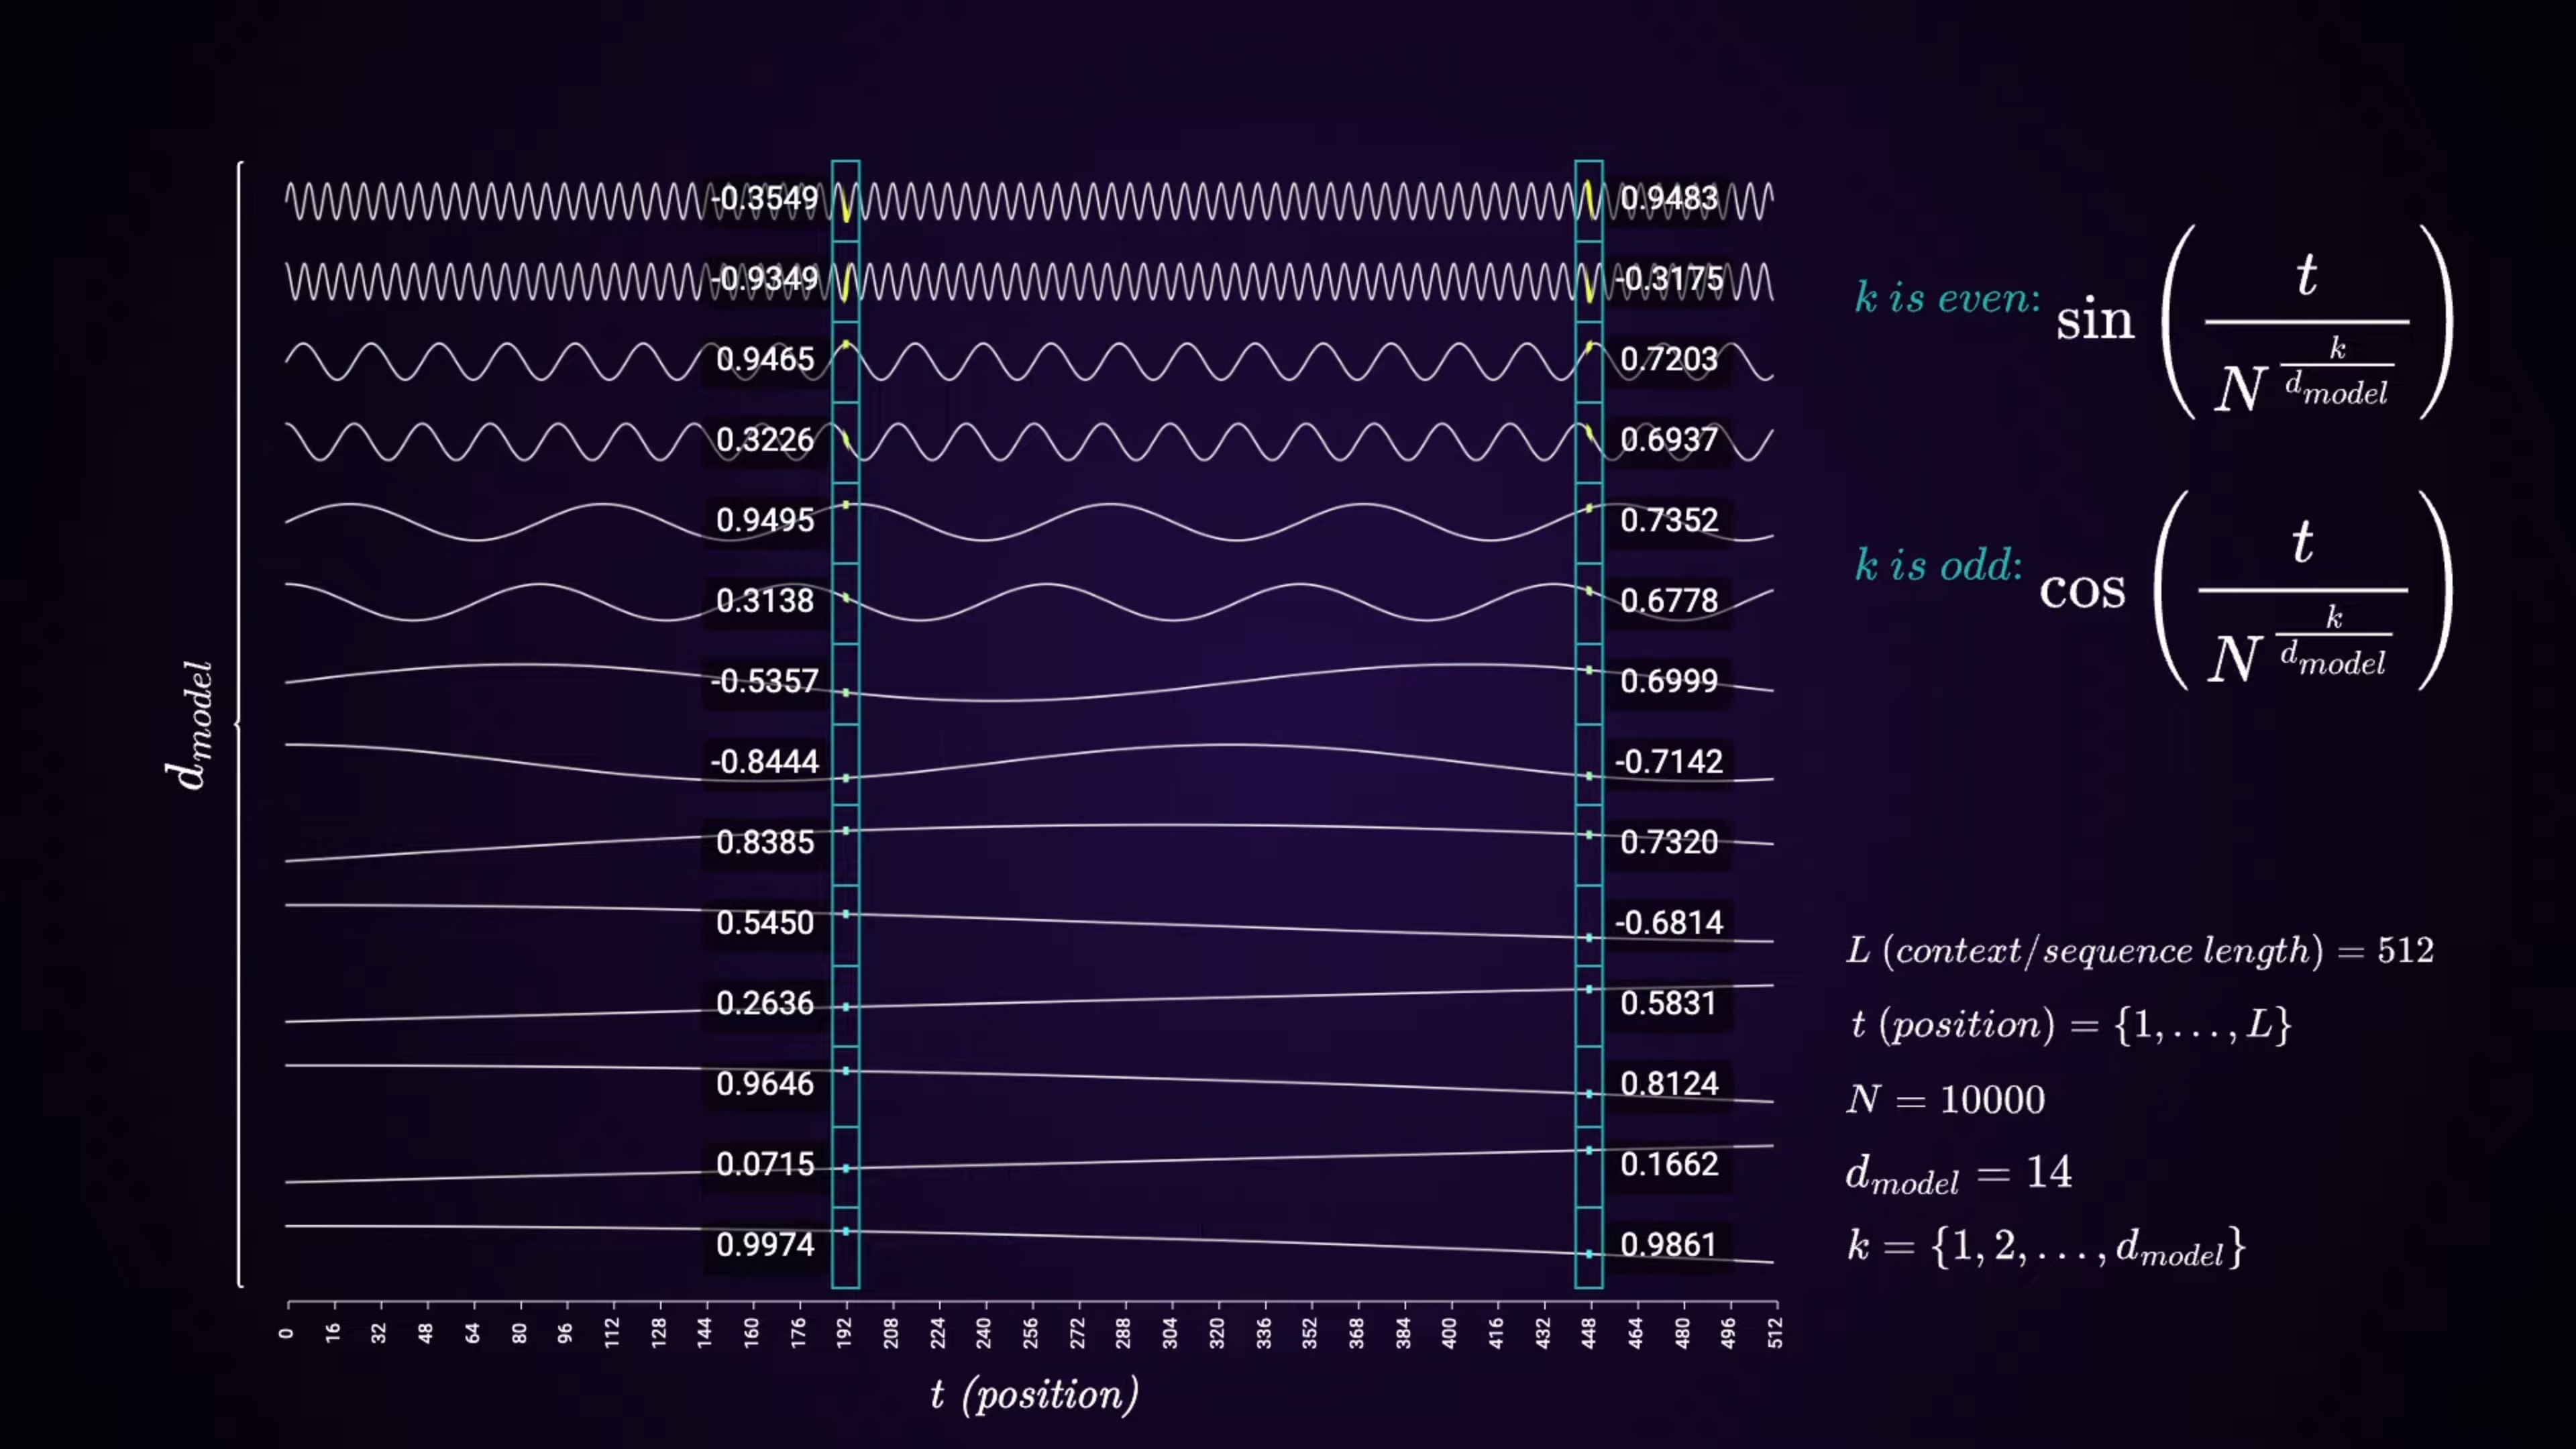 -0.3549 0.9483
-0.9349 -0.3175
0.9465 0.7203
0.3226 0.6937
0.9495 0.7352
0.3138 0.6778
-0.5357 0.6999
-0.8444 -0.7142
0.8385 0.7320
0.5450 -0.6814
0.2636 0.5831
0.9646 0.8124
0.0715 0.1662
0.9974 0.9861
d_model
0 16 32 48 64 80 96 112 128 144 160 176 192 208 224 240 256 272 288 304 320 336 352 368 384 400 416 432 448 464 480 496 512
t (position)
k is even: sin(t / N^(k/d_model))
k is odd: cos(t / N^(k/d_model))
L (context/sequence length) = 512
t (position) = {1, ..., L}
N = 10000
d_model = 14
k = {1, 2, ..., d_model}